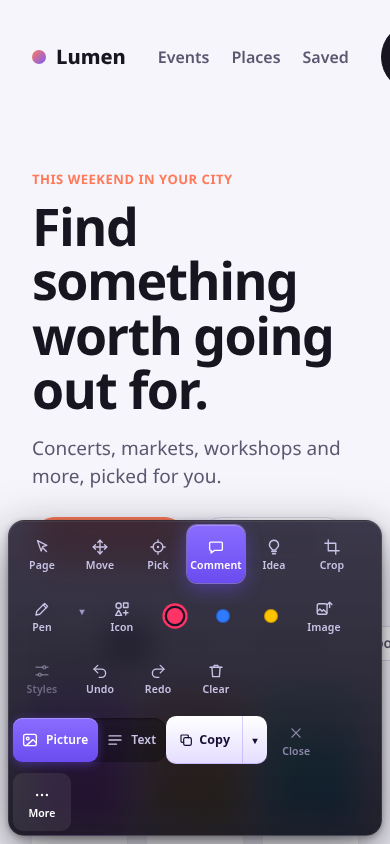 Lumen Events Places Saved
THIS WEEKEND IN YOUR CITY
Find
something
worth going
out for.
Concerts, markets, workshops and
more, picked for you.
Page Move Pick Comment Idea Crop
Pen Icon Image
Styles Undo Redo Clear
Picture Text Copy Close
More